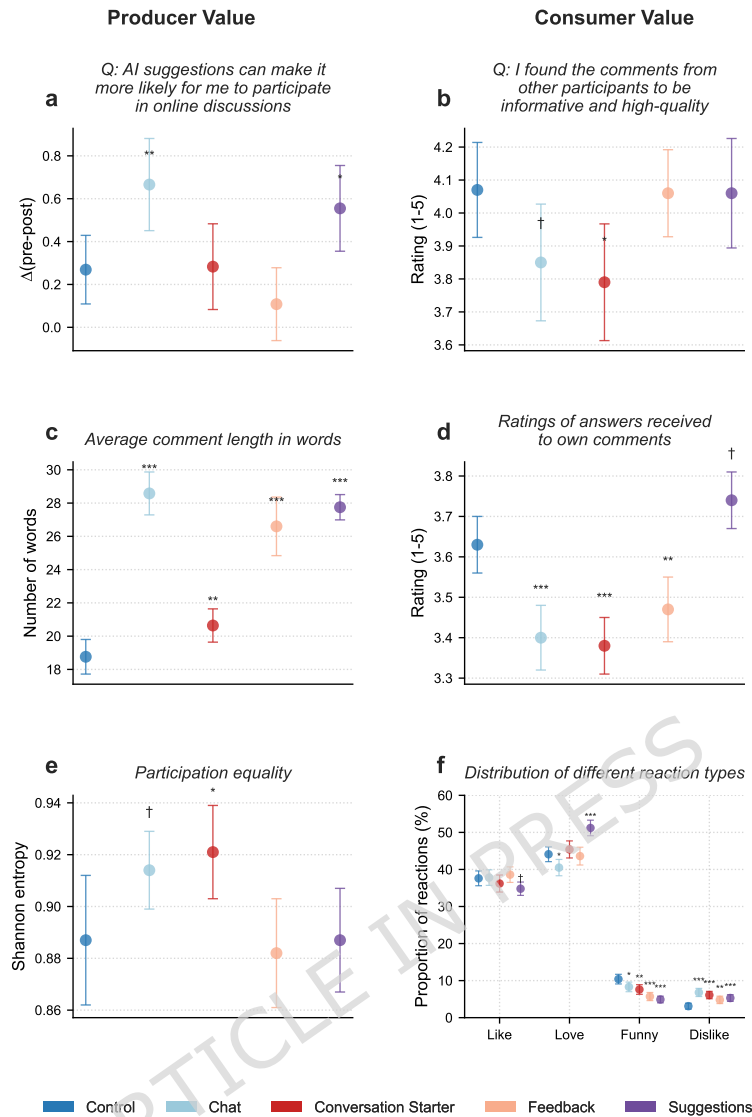 Producer Value
Consumer Value
a
Q: AI suggestions can make it
more likely for me to participate
in online discussions
Δ(pre-post)
0.8
0.6
0.4
0.2
0.0
**
*
b
Q: I found the comments from
other participants to be
informative and high-quality
Rating (1-5)
4.2
4.1
4.0
3.9
3.8
3.7
3.6
†
*
c
Average comment length in words
Number of words
30
28
26
24
22
20
18
***
**
***
***
d
Ratings of answers received
to own comments
Rating (1-5)
3.8
3.7
3.6
3.5
3.4
3.3
***
***
**
†
e
Participation equality
Shannon entropy
0.94
0.92
0.90
0.88
0.86
†
*
f
Distribution of different reaction types
Proportion of reactions (%)
60
50
40
30
20
10
0
‡
*
***
* ** *** ***
*** *** ** ***
Like Love Funny Dislike
Control Chat Conversation Starter Feedback Suggestions
RTICLE IN PRESS